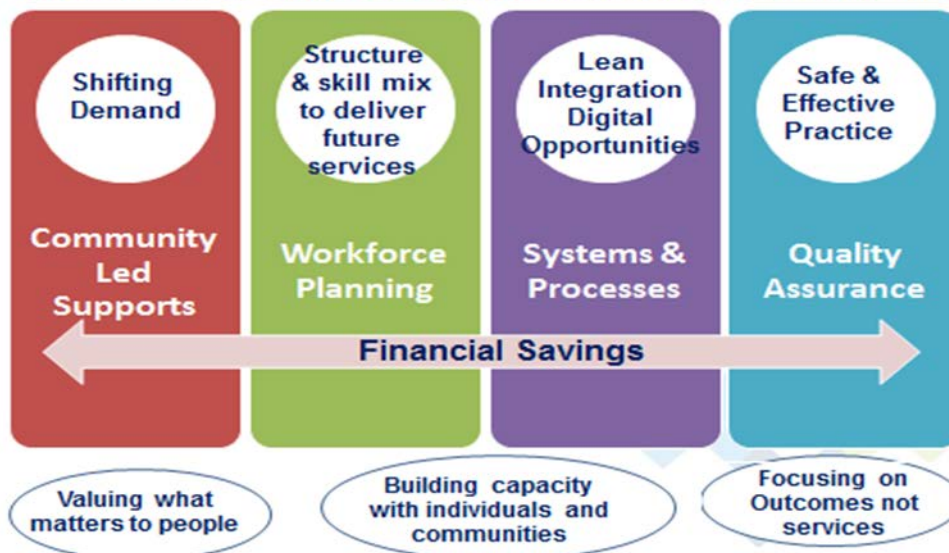 Shifting
Demand
Structure
& skill mix
to deliver
future
services
Lean
Integration
Digital
Opportunities
Safe &
Effective
Practice
Community
Led
Supports
Workforce
Planning
Systems &
Processes
Quality
Assurance
Financial Savings
Valuing what
matters to people
Building capacity
with individuals and
communities
Focusing on
Outcomes not
services